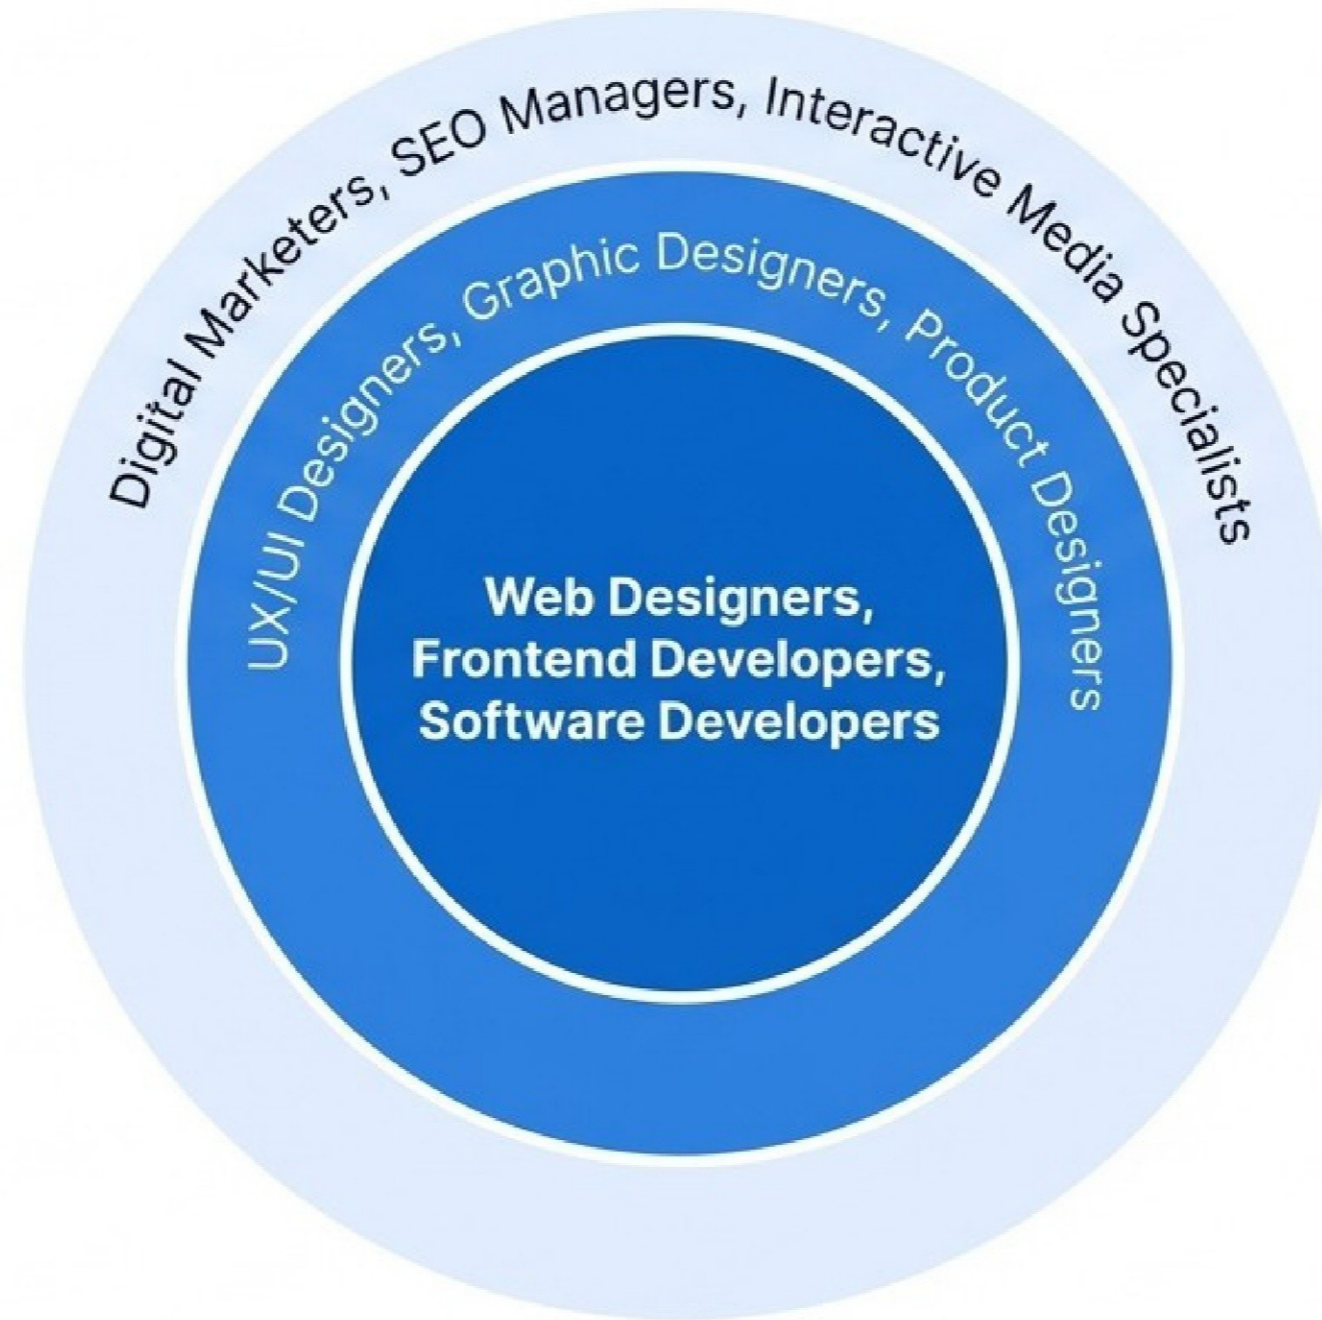 Digital Marketers, SEO Managers, Interactive Media Specialists
UX/UI Designers, Graphic Designers, Product Designers
Web Designers,
Frontend Developers,
Software Developers